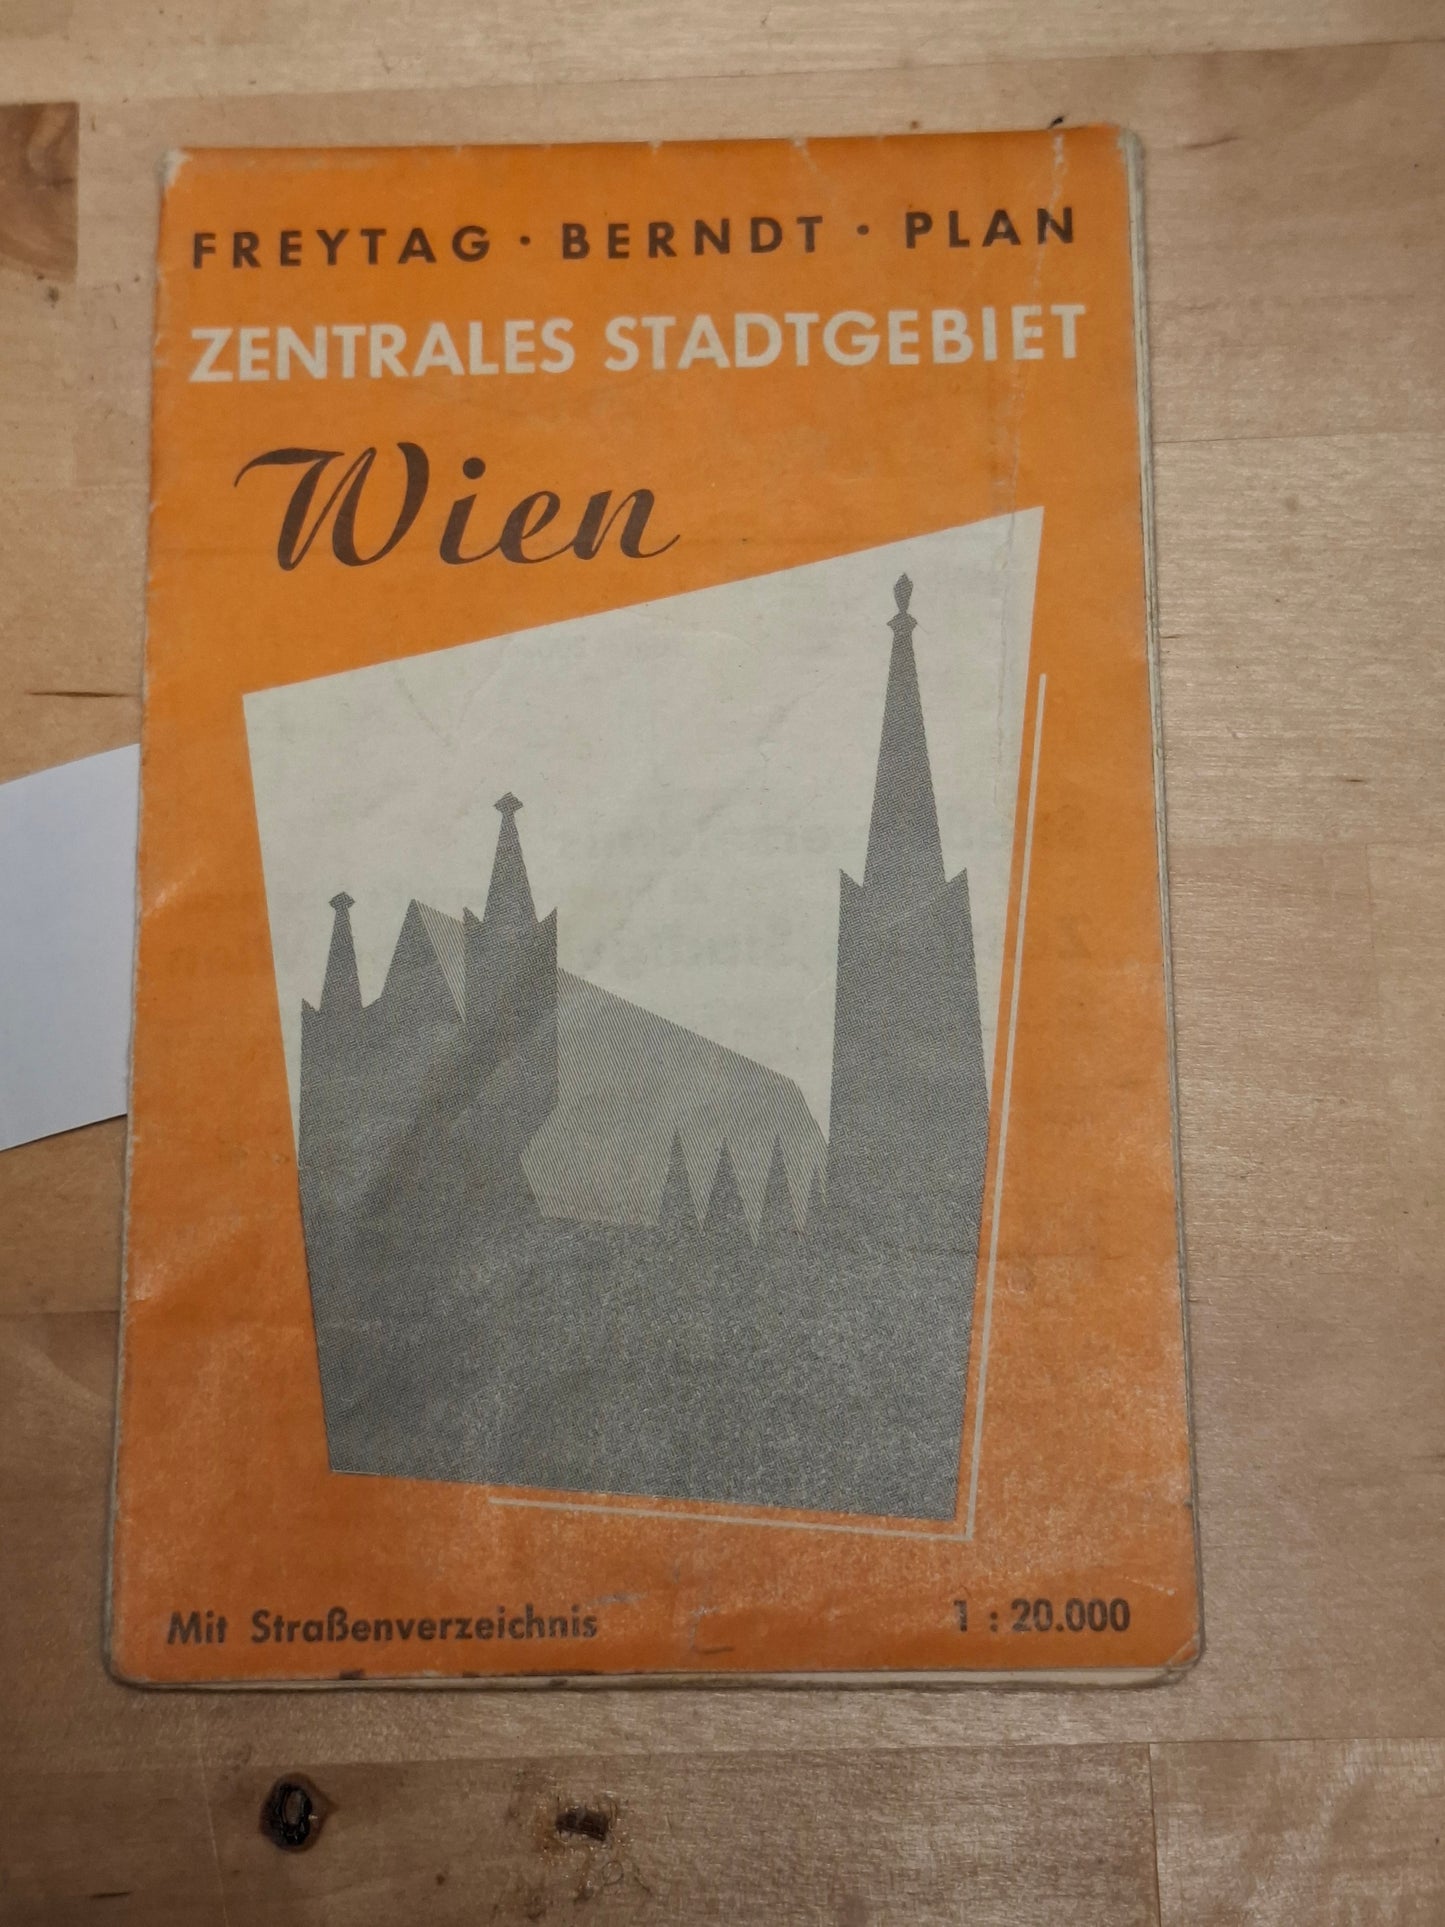 FREYTAG · BERNDT · PLAN
ZENTRALES STADTGEBIET
Wien
Mit Straßenverzeichnis
1 : 20.000